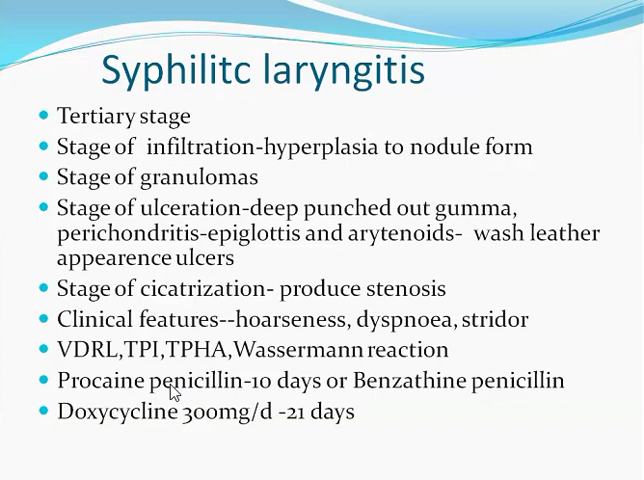 Syphilitc laryngitis
Tertiary stage
Stage of infiltration-hyperplasia to nodule form
Stage of granulomas
Stage of ulceration-deep punched out gumma,
perichondritis-epiglottis and arytenoids- wash leather
appearence ulcers
Stage of cicatrization- produce stenosis
Clinical features--hoarseness, dyspnoea, stridor
VDRL,TPI,TPHA,Wassermann reaction
Procaine penicillin-10 days or Benzathine penicillin
Doxycycline 300mg/d -21 days